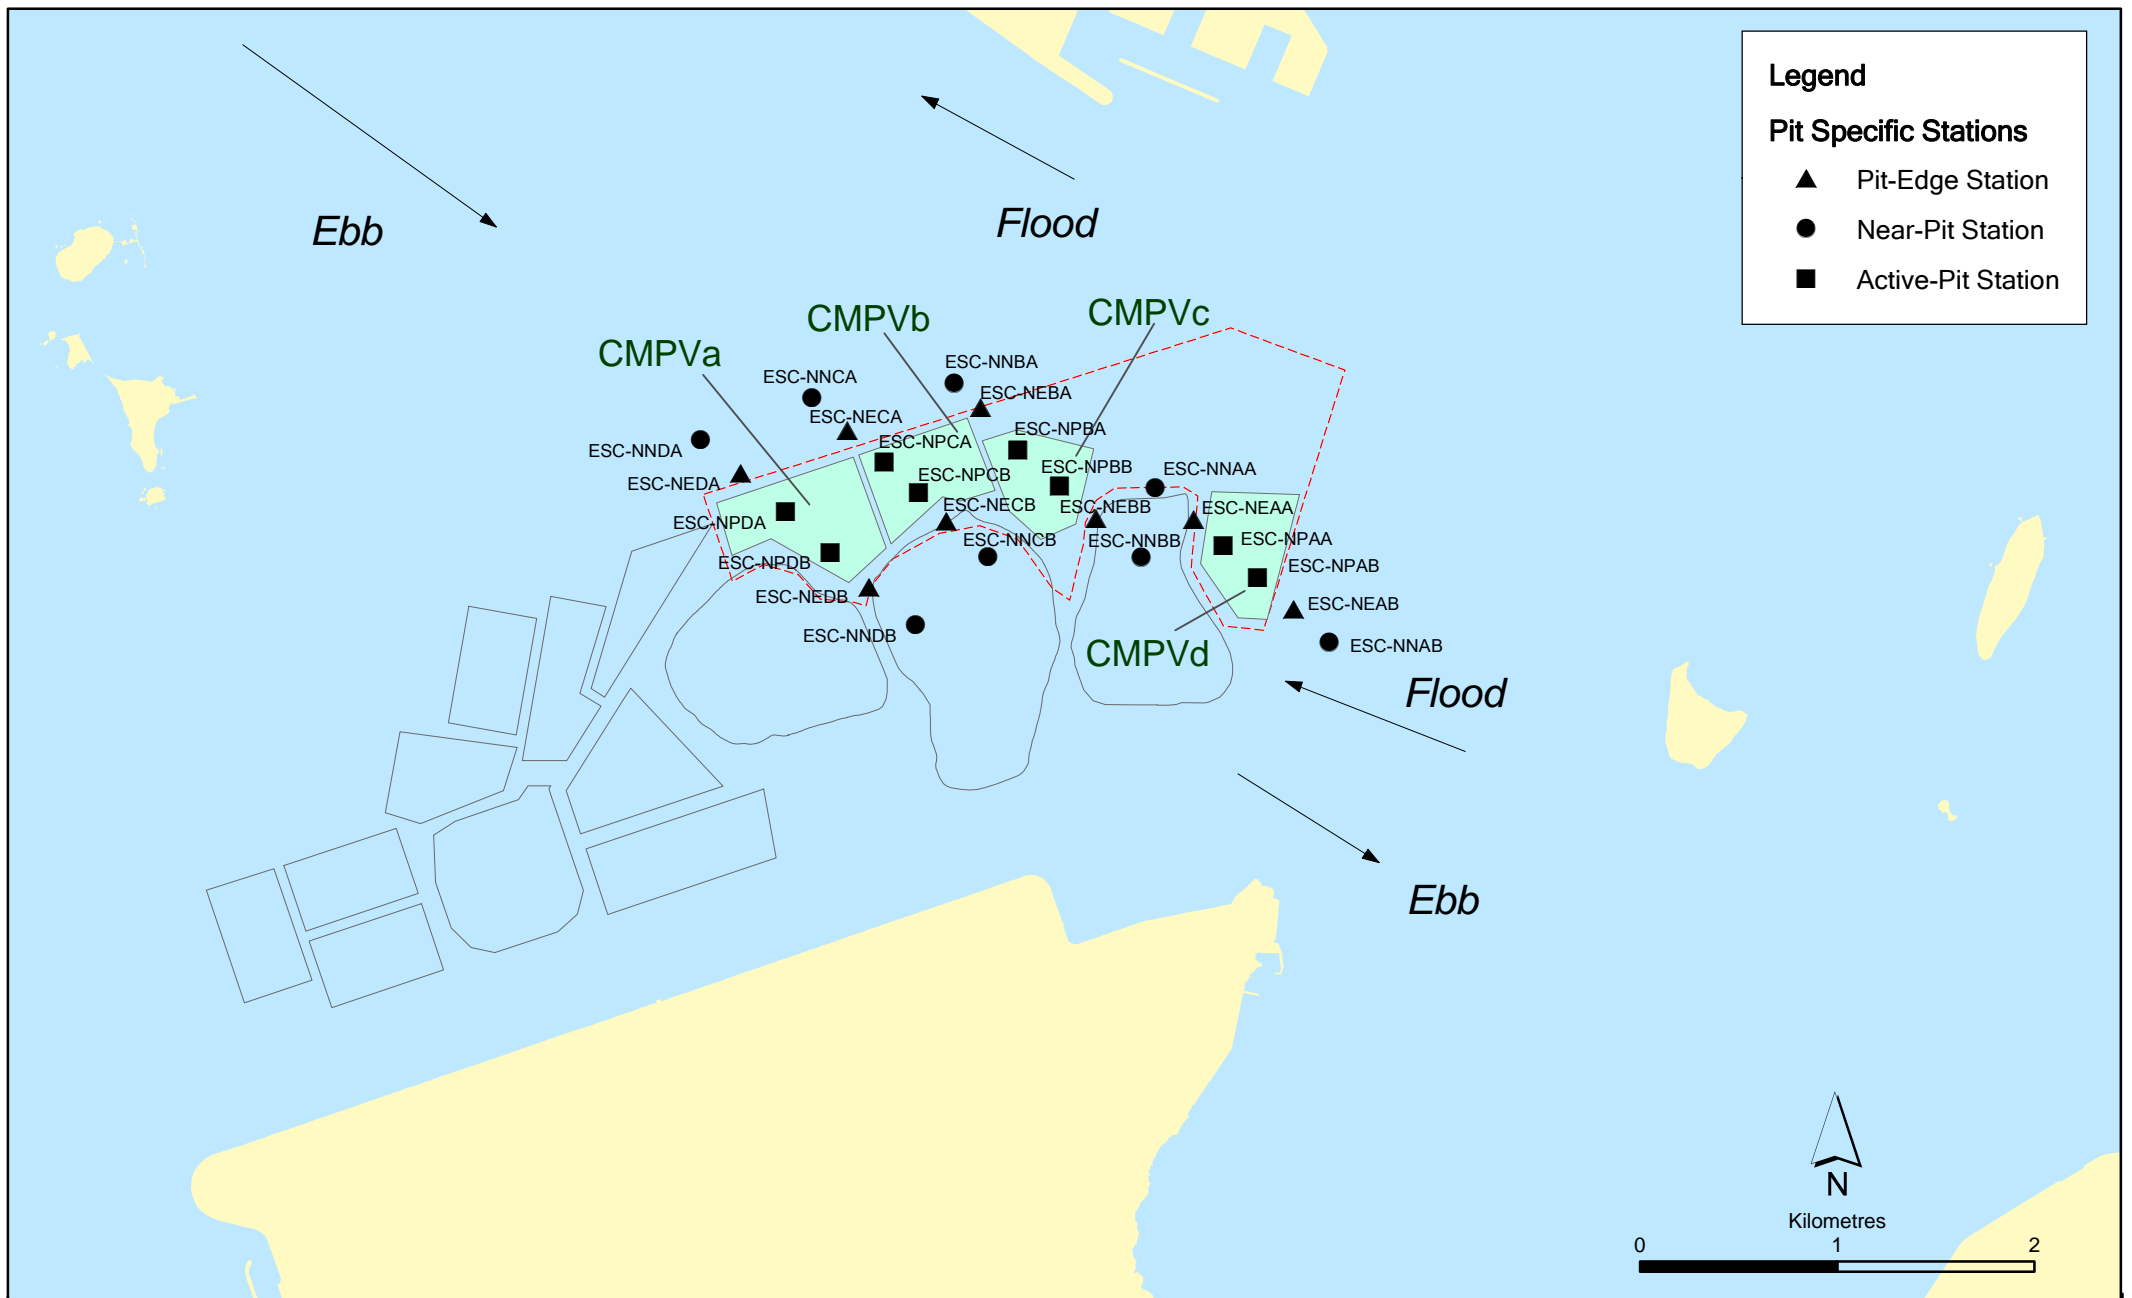 Legend
Pit Specific Stations
Pit-Edge Station
Near-Pit Station
Active-Pit Station
Ebb
Flood
CMPVa
CMPVb
CMPVc
ESC-NNBA
ESC-NNCA
ESC-NEBA
ESC-NECA
ESC-NPBA
ESC-NPCA
ESC-NNDA
ESC-NPBB
ESC-NNAA
ESC-NPCB
ESC-NEDA
ESC-NECB
ESC-NEBB
ESC-NEAA
ESC-NPDA
ESC-NNCB
ESC-NNBB
ESC-NPAA
ESC-NPDB
ESC-NPAB
ESC-NEDB
ESC-NEAB
ESC-NNDB
ESC-NNAB
CMPVd
Flood
Ebb
N
Kilometres
0 1 2